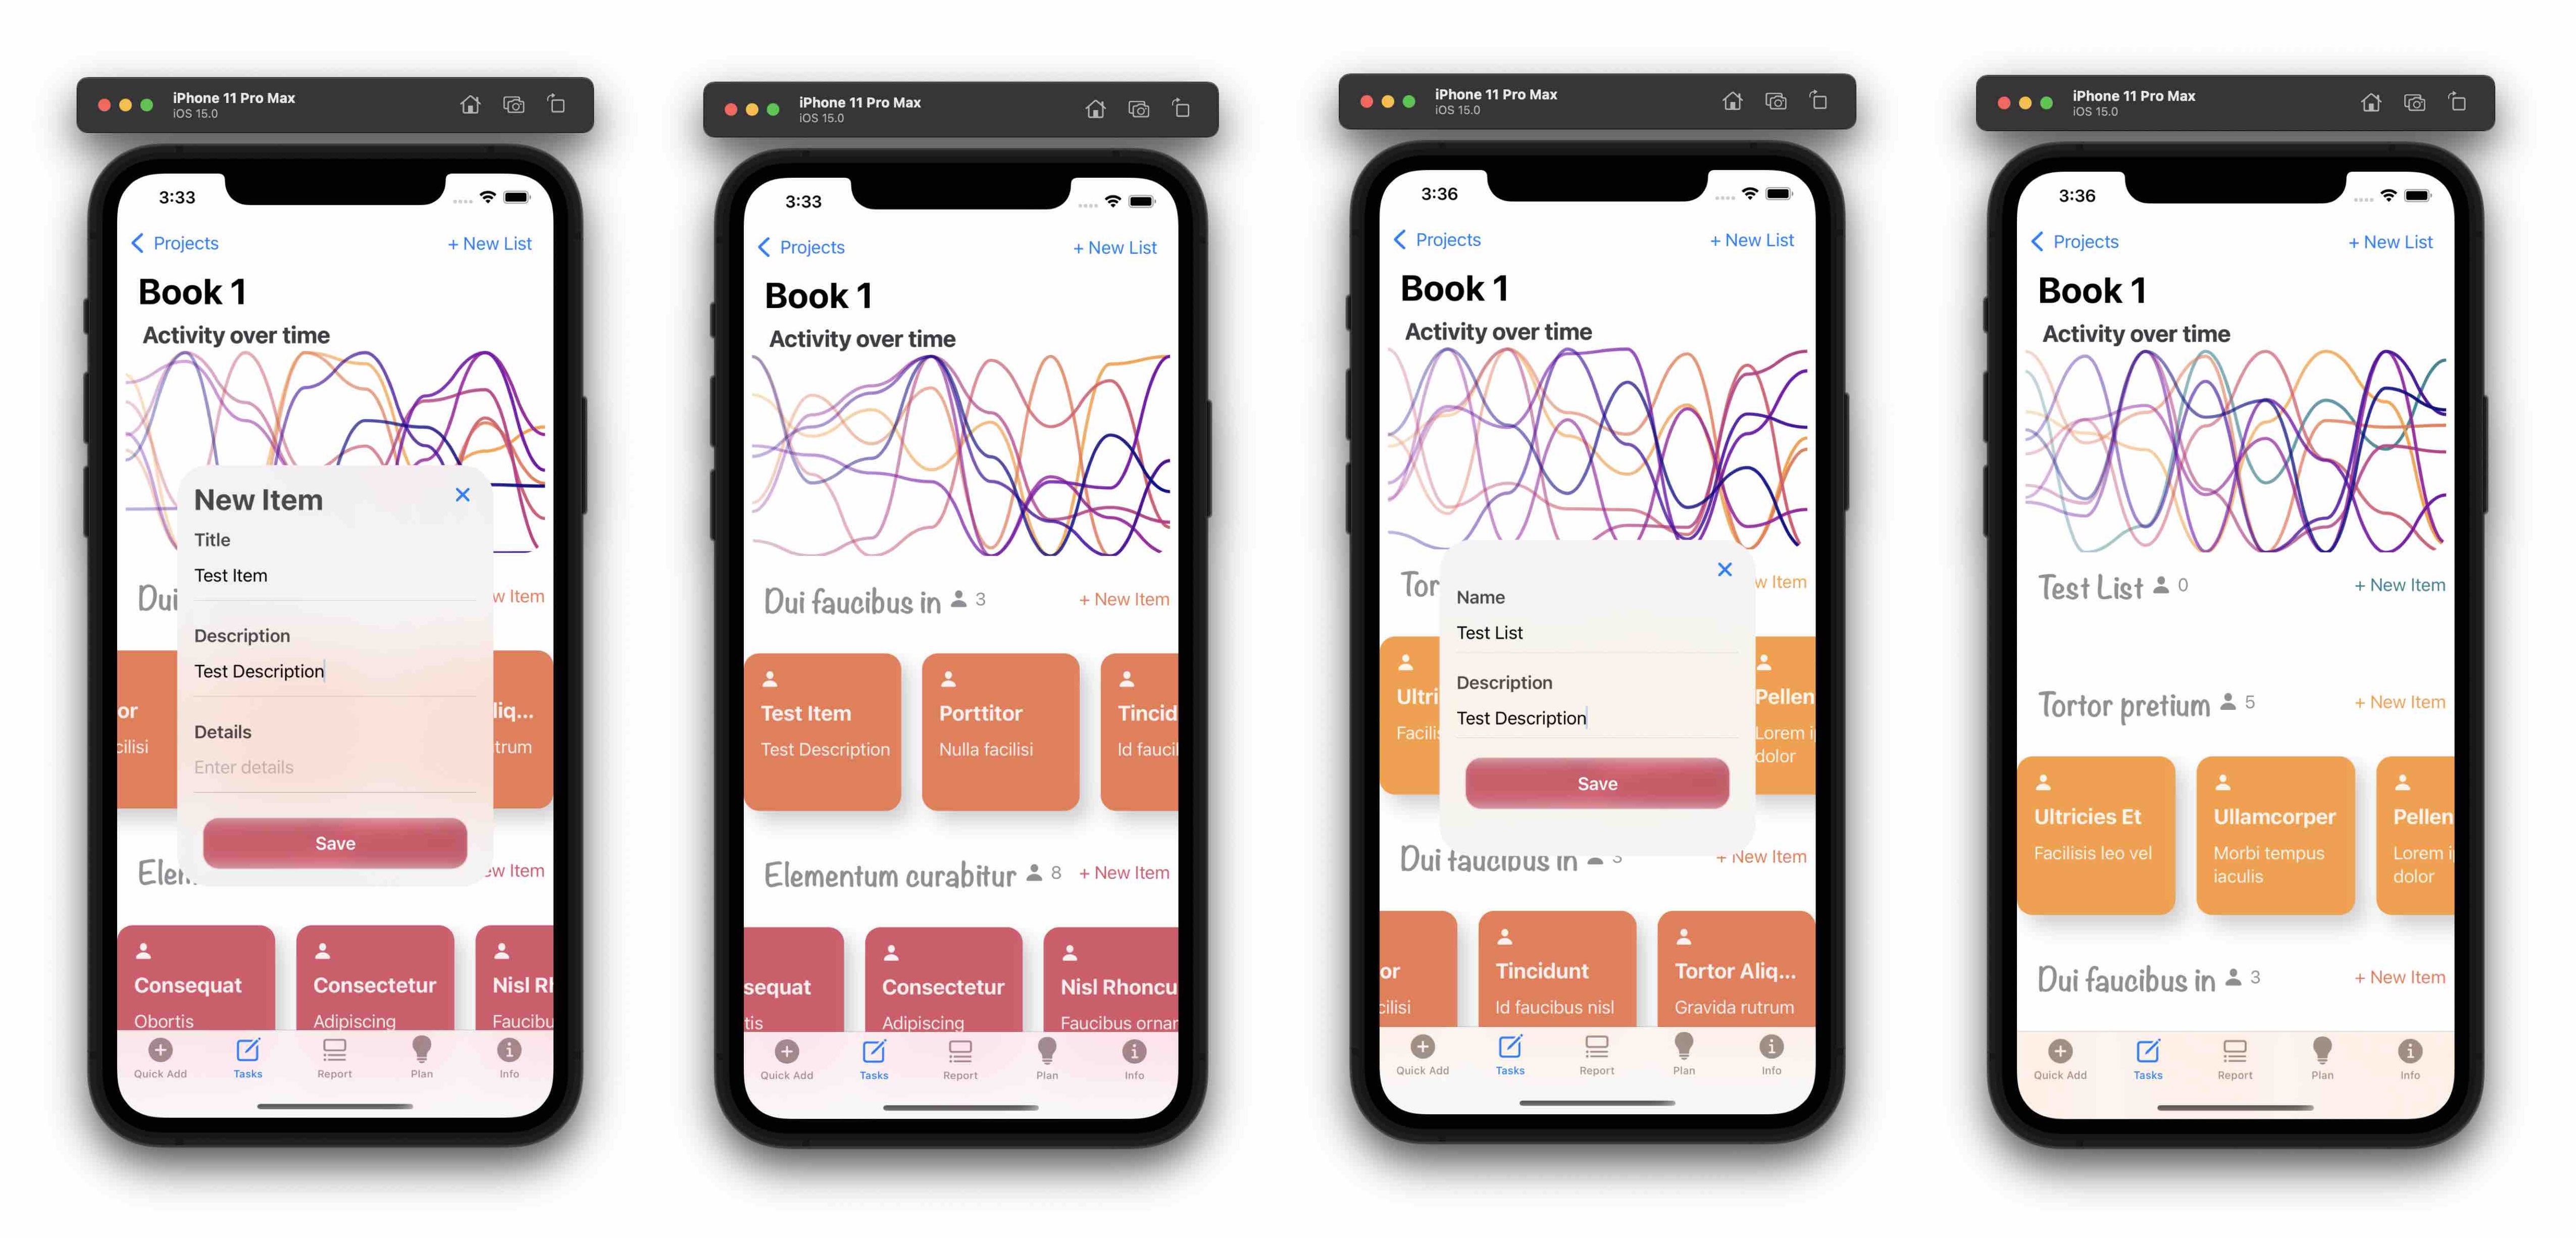 iPhone 11 Pro Max
iOS 15.0
3:33
Projects
+ New List
Book 1
Activity over time
New Item
Title
Test Item
Dui
w Item
Description
Test Description
or
liq...
cilisi
trum
Details
Enter details
Save
Elem
ew Item
Consequat
Consectetur
Nisl Rh
Obortis
Adipiscing
Faucibu
Quick Add
Tasks
Report
Plan
Info
iPhone 11 Pro Max
iOS 15.0
3:33
Projects
+ New List
Book 1
Activity over time
Dui faucibus in 3
+ New Item
Test Item
Porttitor
Tincid
Test Description
Nulla facilisi
Id faucil
Elementum curabitur 8
+ New Item
sequat
Consectetur
Nisl Rhoncu
tis
Adipiscing
Faucibus ornar
Quick Add
Tasks
Report
Plan
Info
iPhone 11 Pro Max
iOS 15.0
3:36
Projects
+ New List
Book 1
Activity over time
Tor
w Item
Name
Test List
Description
Test Description
Ultri
Pellen
Facilis
Lorem i
dolor
Save
Dui faucibus in 3
+ New Item
or
Tincidunt
Tortor Aliq...
cilisi
Id faucibus nisl
Gravida rutrum
Quick Add
Tasks
Report
Plan
Info
iPhone 11 Pro Max
iOS 15.0
3:36
Projects
+ New List
Book 1
Activity over time
Test List 0
+ New Item
Tortor pretium 5
+ New Item
Ultricies Et
Ullamcorper
Pellen
Facilisis leo vel
Morbi tempus
iaculis
Lorem i
dolor
Dui faucibus in 3
+ New Item
Quick Add
Tasks
Report
Plan
Info